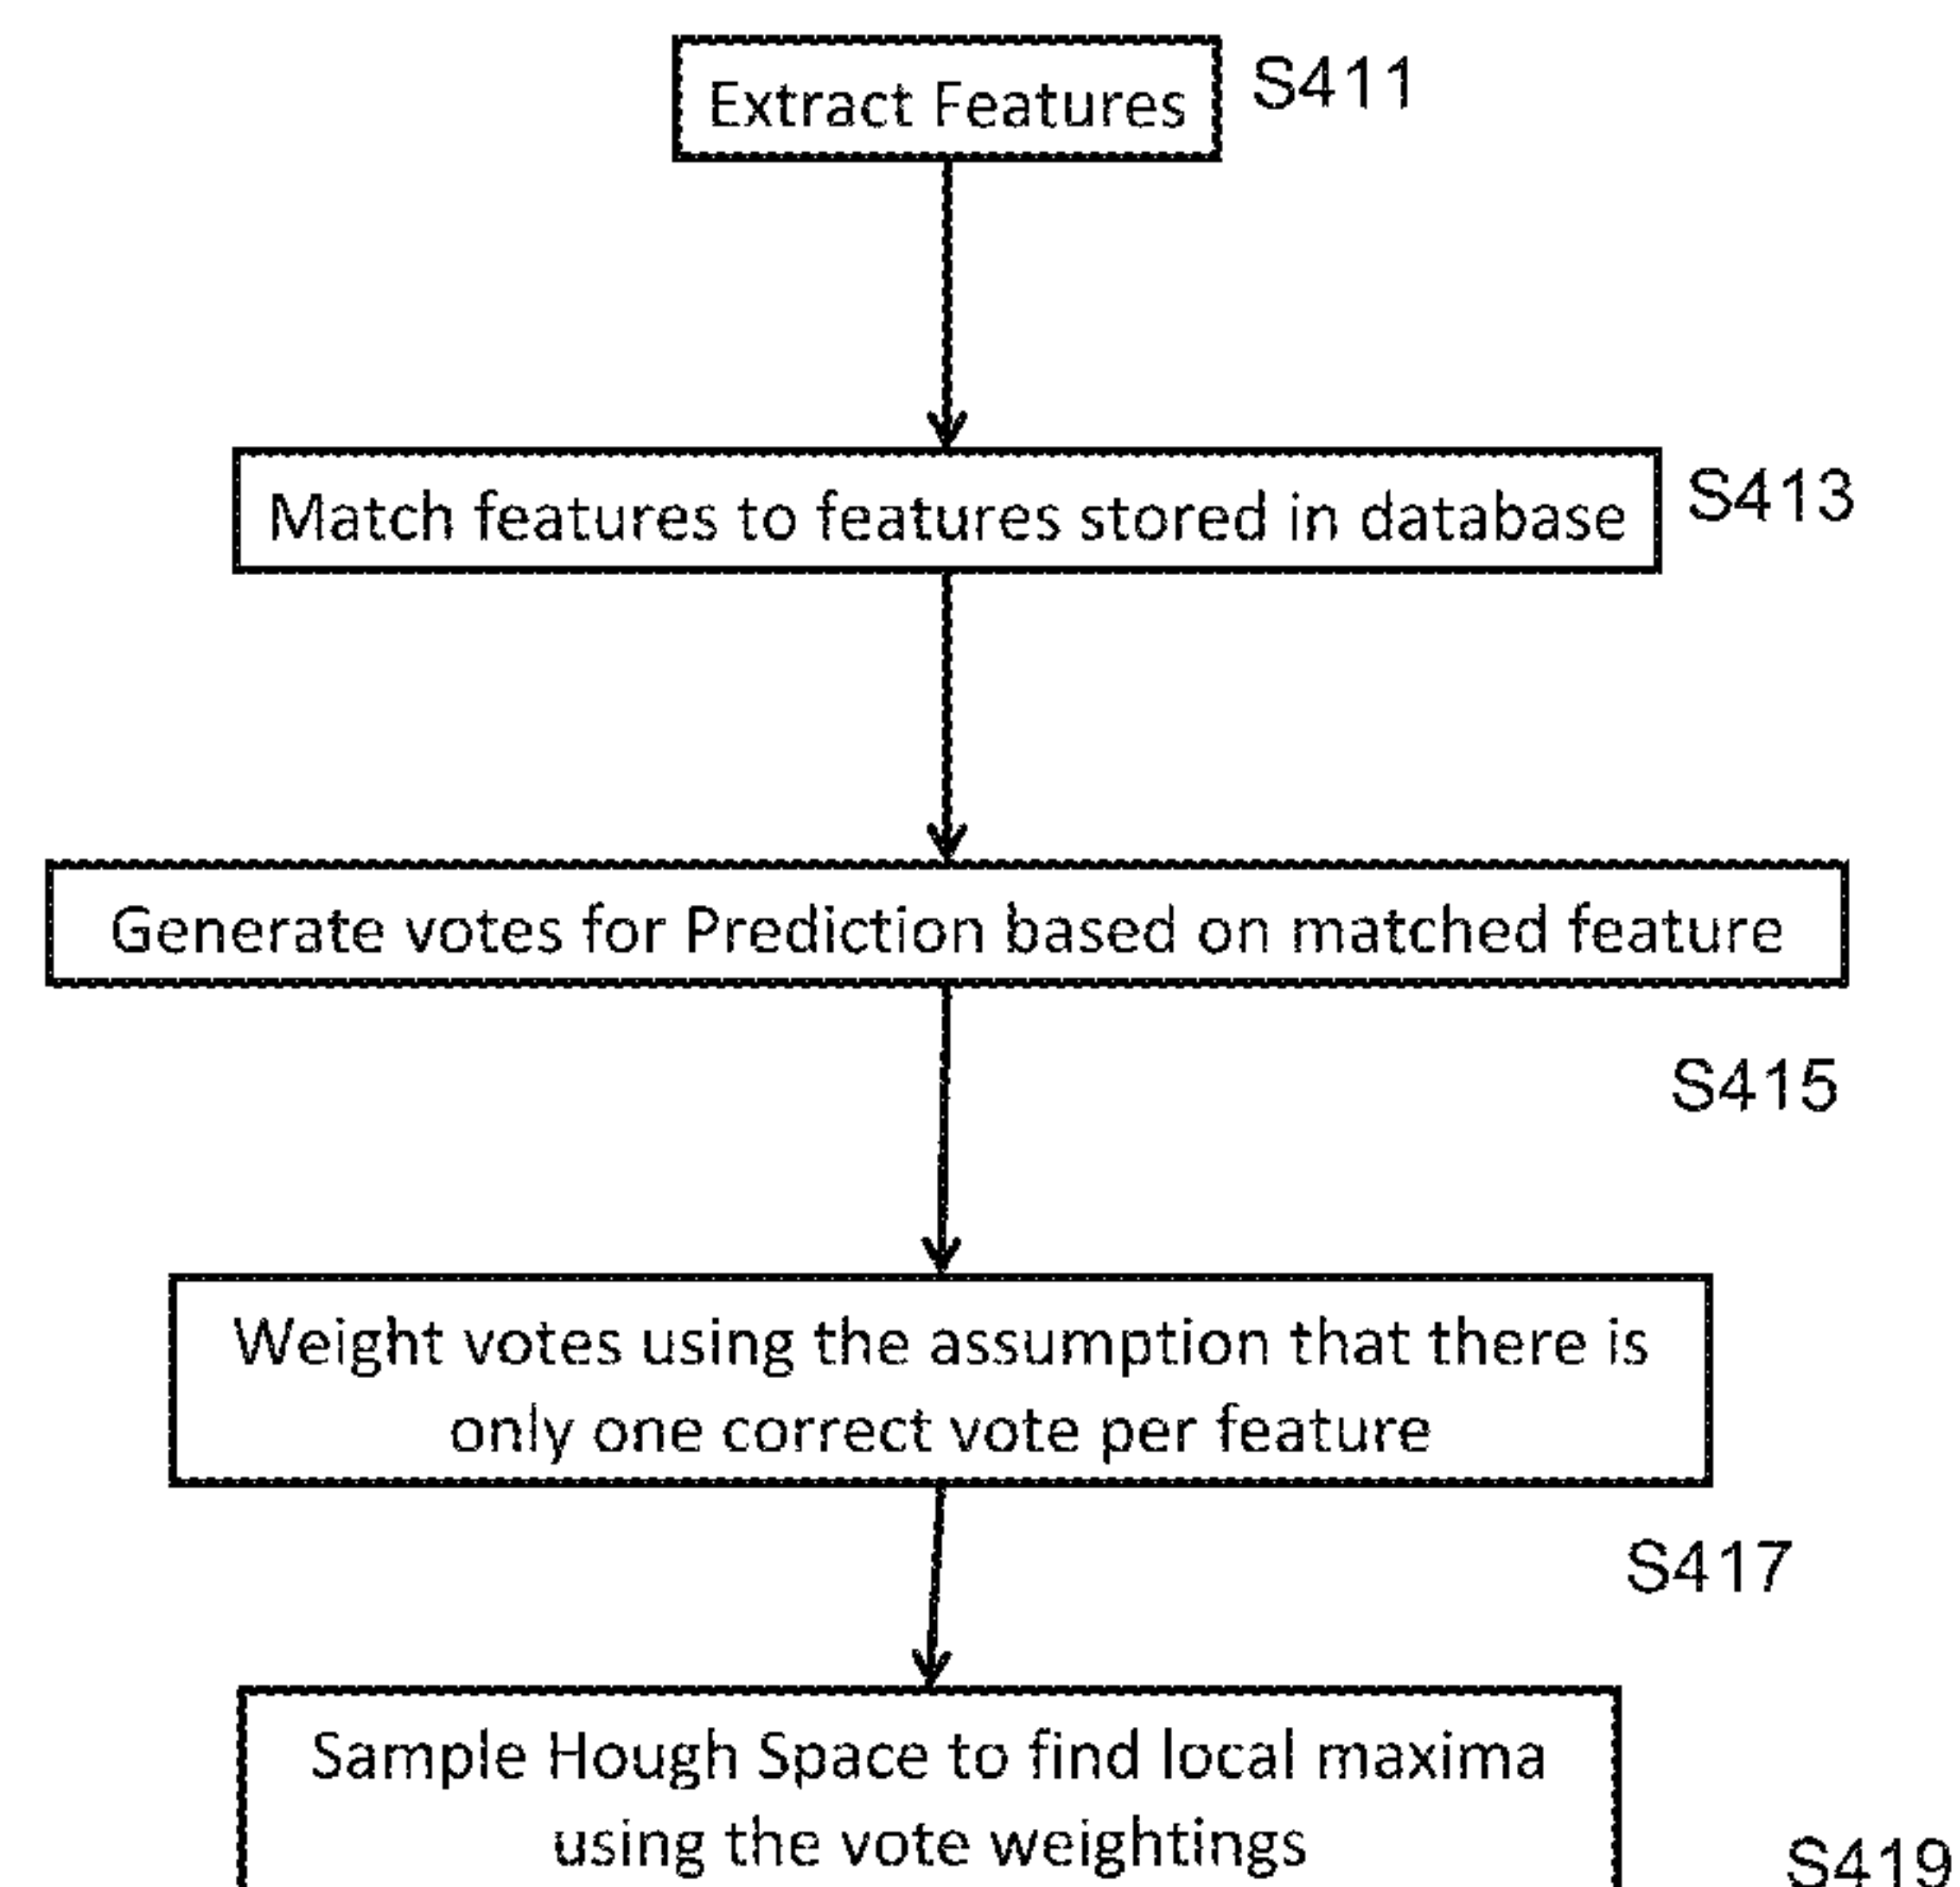 Extract Features
S411
Match features to features stored in database
S413
Generate votes for Prediction based on matched feature
S415
Weight votes using the assumption that there is
only one correct vote per feature
S417
Sample Hough Space to find local maxima
using the vote weightings
S419